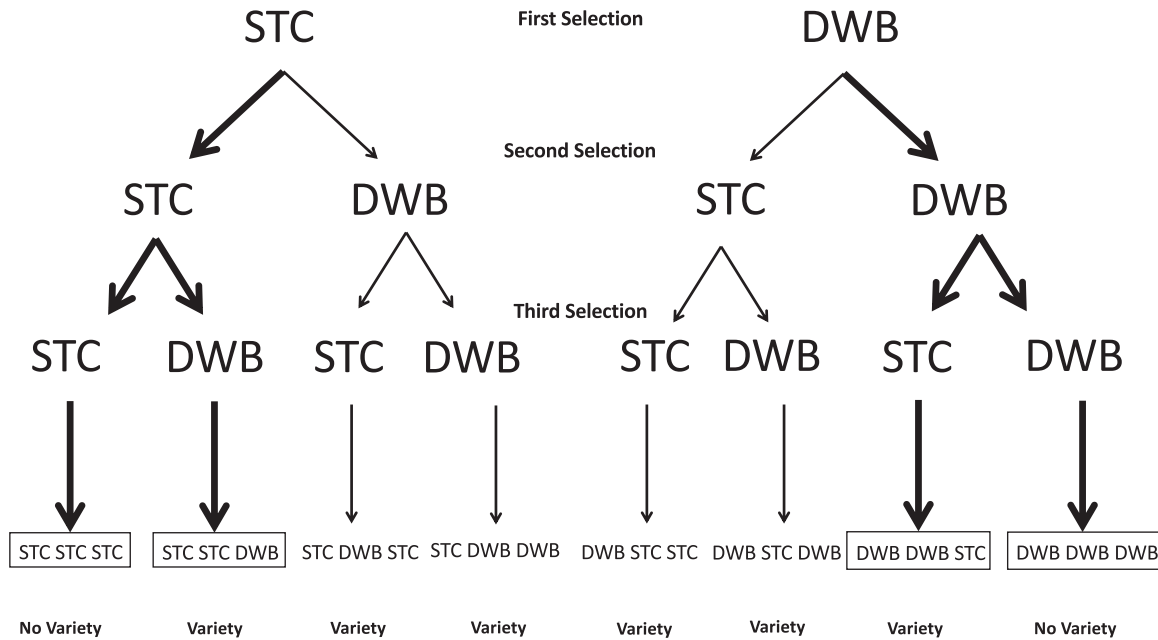 STC First Selection DWB
Second Selection
STC DWB STC DWB
Third Selection
STC DWB STC DWB STC DWB STC DWB
STC STC STC STC STC DWB STC DWB STC STC DWB DWB DWB STC STC DWB STC DWB DWB DWB STC DWB DWB DWB
No Variety Variety Variety Variety Variety Variety Variety No Variety